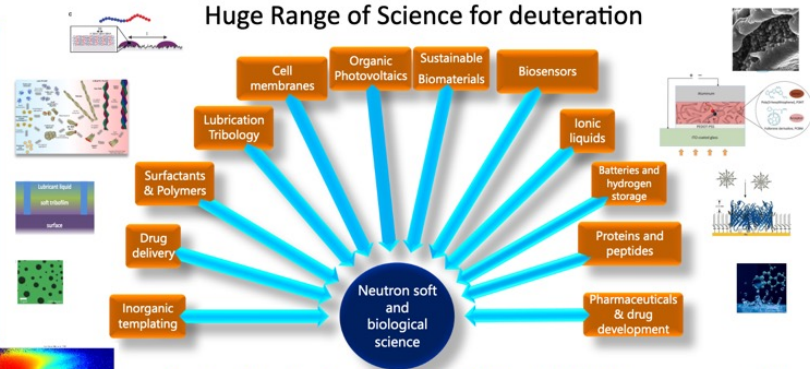 Huge Range of Science for deuteration
Cell
membranes
Organic
Photovoltaics
Sustainable
Biomaterials
Biosensors
Lubrication
Tribology
Ionic
liquids
Surfactants
& Polymers
Batteries and
hydrogen
storage
Drug
delivery
Proteins and
peptides
Inorganic
templating
Pharmaceuticals
& drug
development
Neutron soft
and
biological
science
Lubricant liquid
soft tribofilm
surface
Aluminium